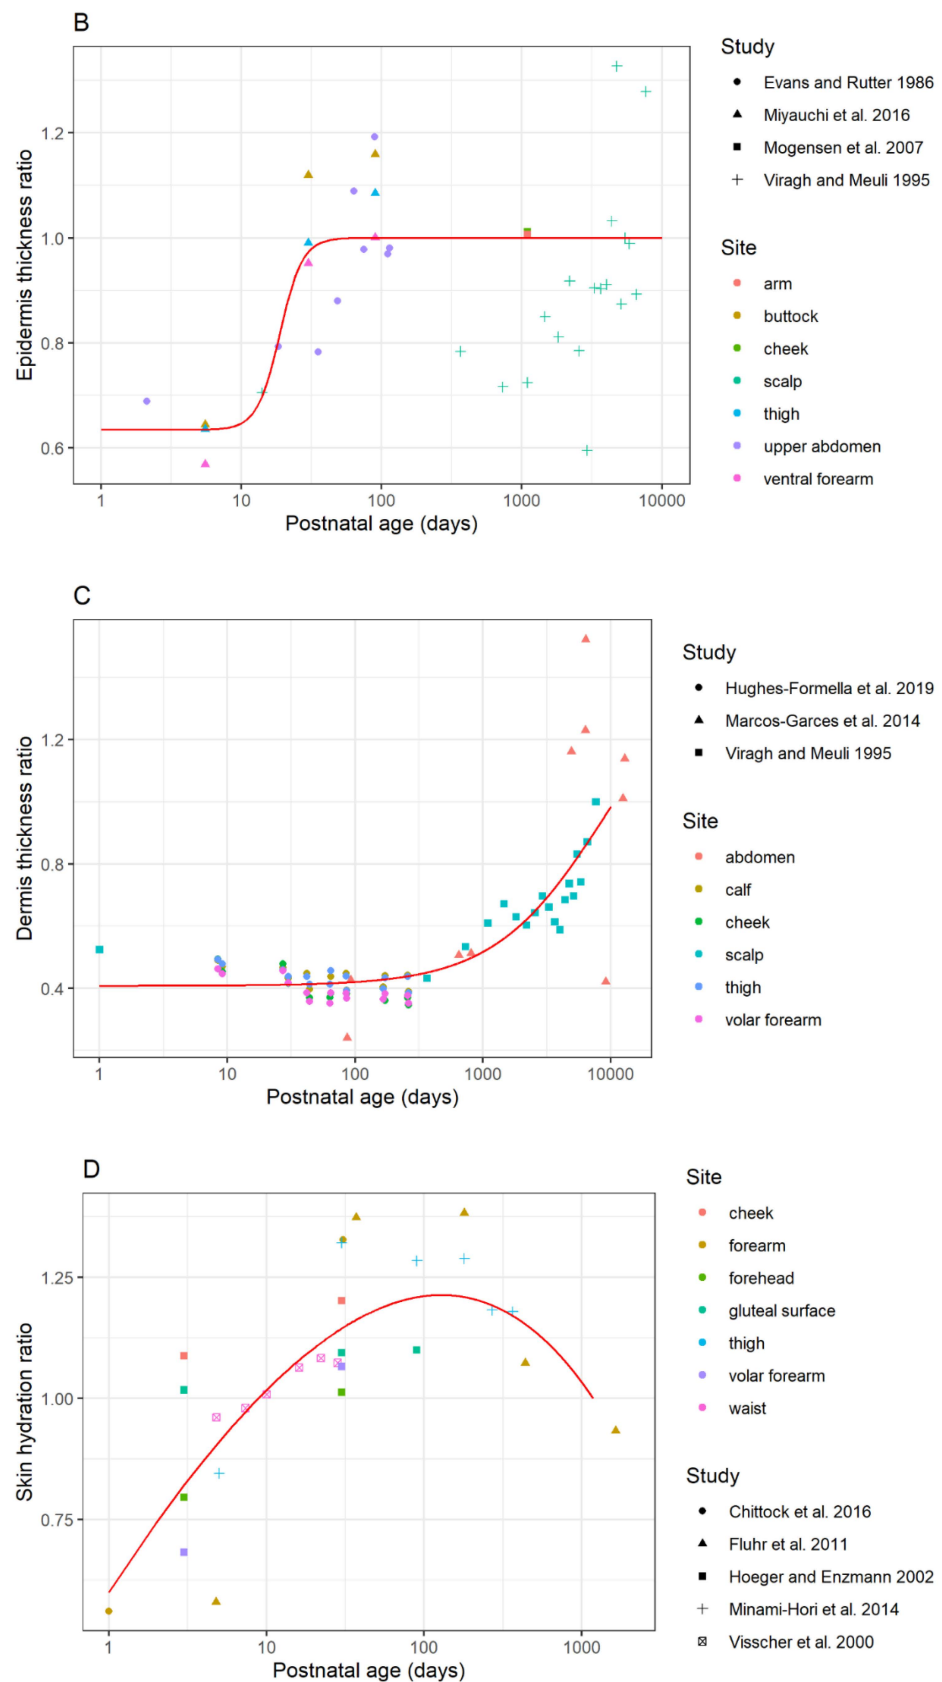 B
Epidermis thickness ratio
1.2
1.0
0.8
0.6
1 10 100 1000 10000
Postnatal age (days)
Study
Evans and Rutter 1986
Miyauchi et al. 2016
Mogensen et al. 2007
Viragh and Meuli 1995
Site
arm
buttock
cheek
scalp
thigh
upper abdomen
ventral forearm
C
Dermis thickness ratio
1.2
0.8
0.4
1 10 100 1000 10000
Postnatal age (days)
Study
Hughes-Formella et al. 2019
Marcos-Garces et al. 2014
Viragh and Meuli 1995
Site
abdomen
calf
cheek
scalp
thigh
volar forearm
D
Skin hydration ratio
1.25
1.00
0.75
1 10 100 1000
Postnatal age (days)
Site
cheek
forearm
forehead
gluteal surface
thigh
volar forearm
waist
Study
Chittock et al. 2016
Fluhr et al. 2011
Hoeger and Enzmann 2002
Minami-Hori et al. 2014
Visscher et al. 2000